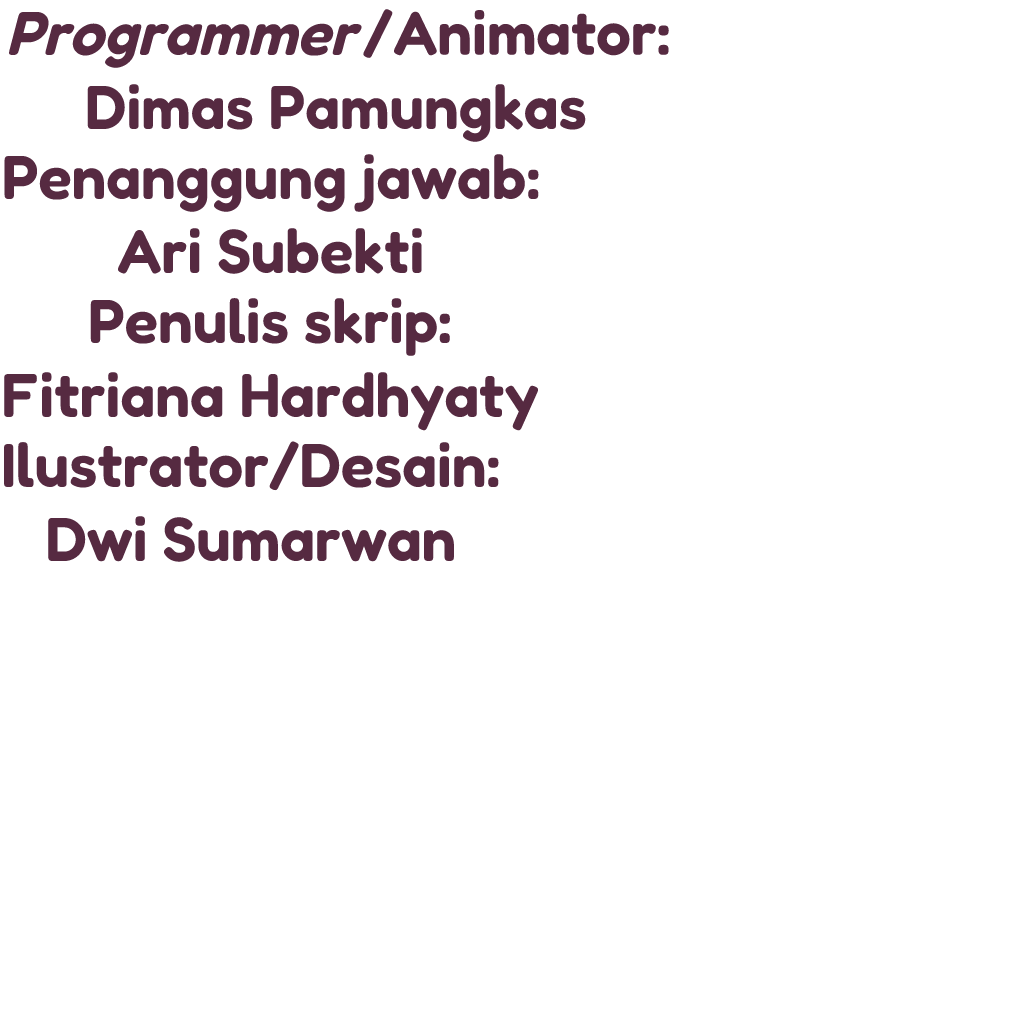 Programmer/Animator:
Dimas Pamungkas
Penanggung jawab:
Ari Subekti
Penulis skrip:
Fitriana Hardhyaty
Ilustrator/Desain:
Dwi Sumarwan